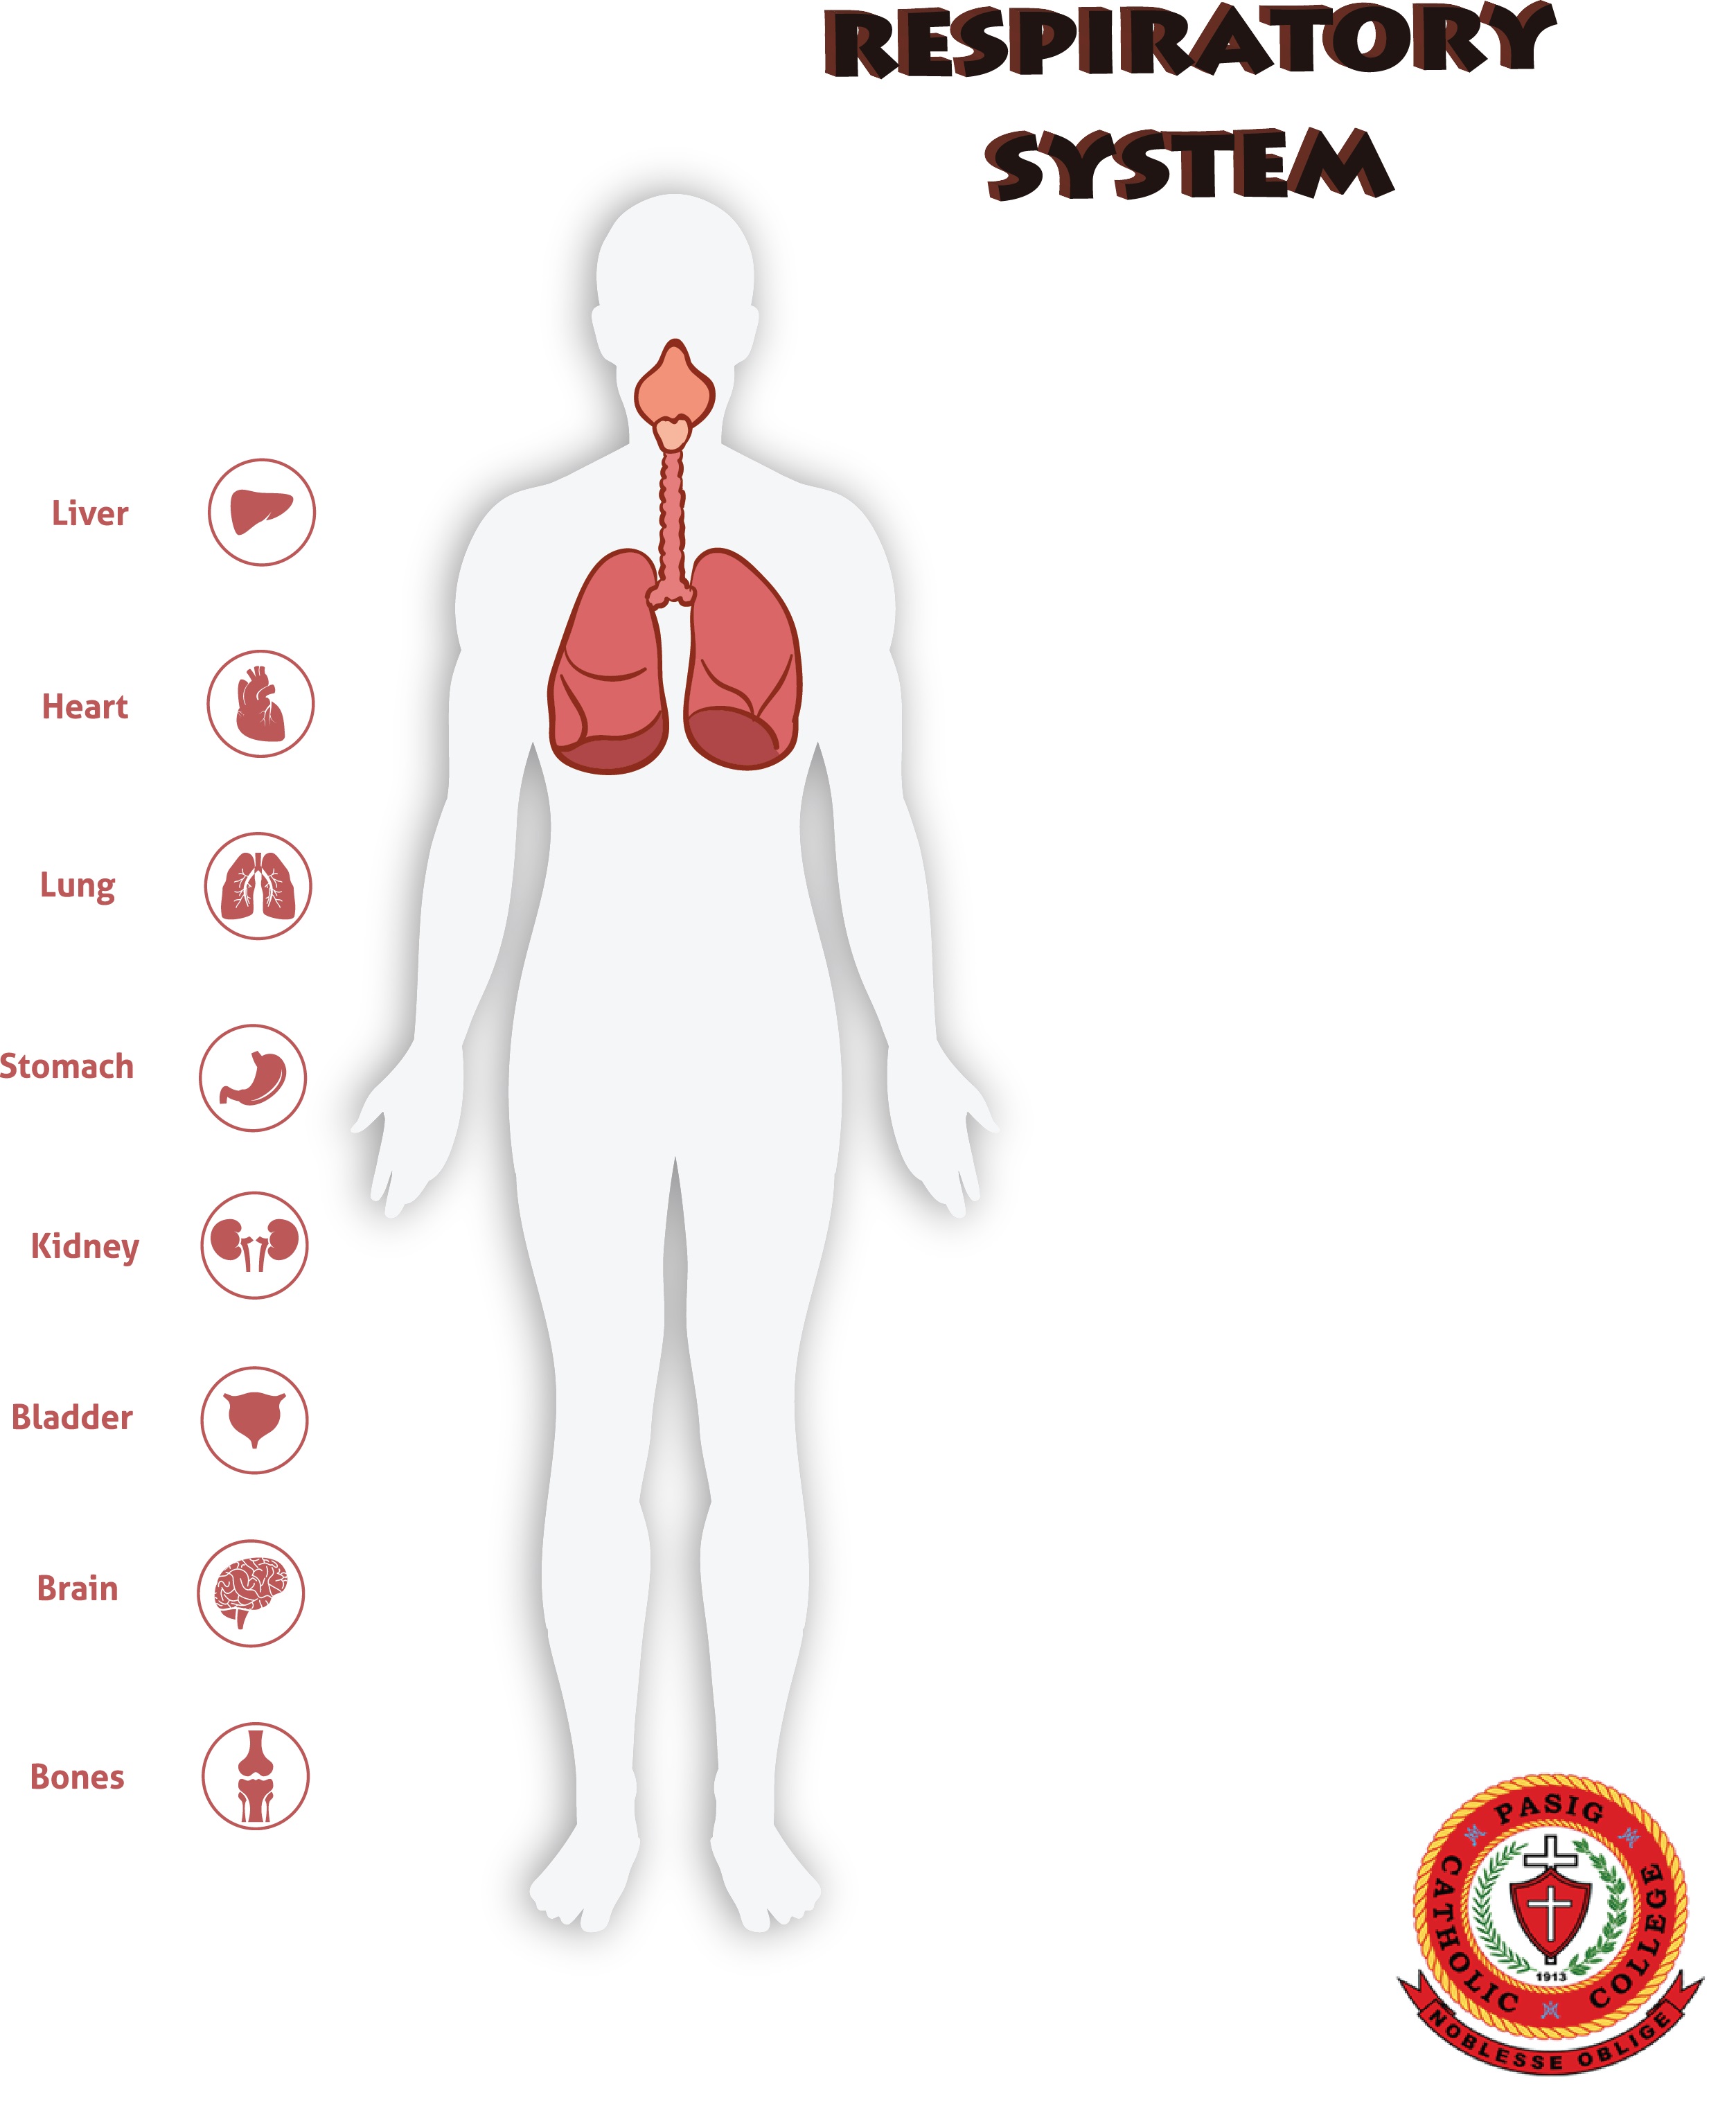 RESPIRATORY
SYSTEM
Liver
Heart
Lung
Stomach
Kidney
Bladder
Brain
Bones
PASIG CATHOLIC COLLEGE
1913
NOBLESSE OBLIGE